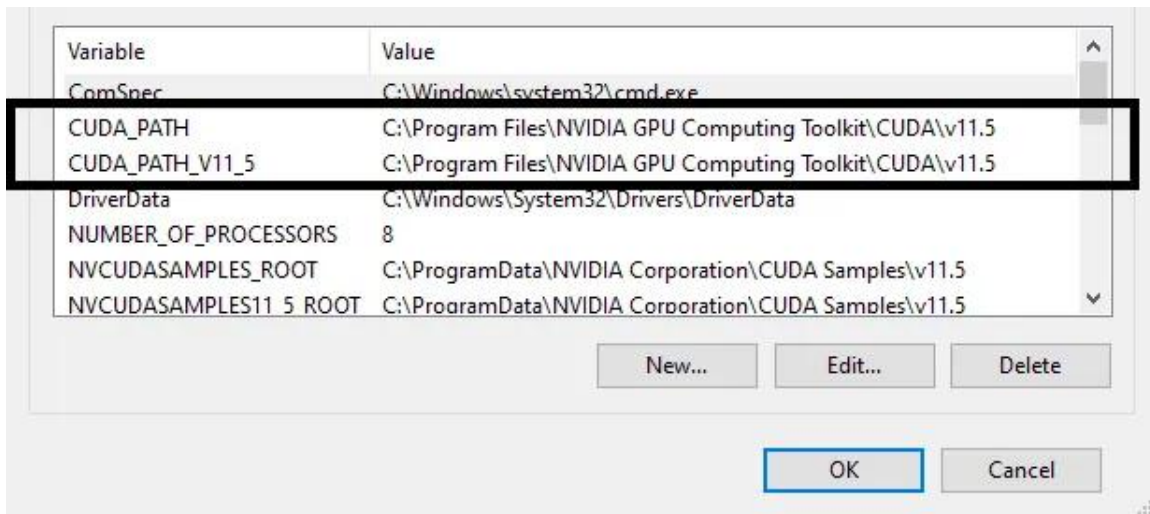 Variable Value
ComSpec C:\Windows\system32\cmd.exe
CUDA_PATH C:\Program Files\NVIDIA GPU Computing Toolkit\CUDA\v11.5
CUDA_PATH_V11_5 C:\Program Files\NVIDIA GPU Computing Toolkit\CUDA\v11.5
DriverData C:\Windows\System32\Drivers\DriverData
NUMBER_OF_PROCESSORS 8
NVCUDASAMPLES_ROOT C:\ProgramData\NVIDIA Corporation\CUDA Samples\v11.5
NVCUDASAMPLES11_5_ROOT C:\ProgramData\NVIDIA Corporation\CUDA Samples\v11.5
New... Edit... Delete
OK Cancel